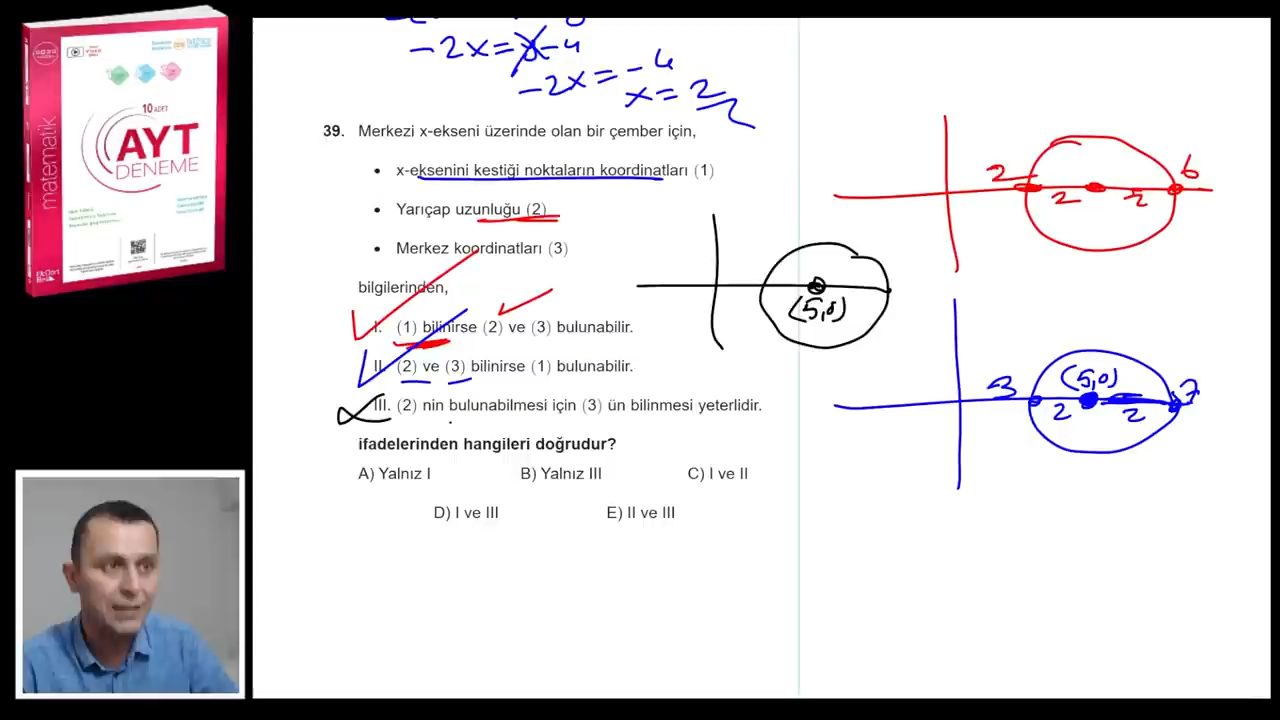 -2x=8-4
-2x=-4
x=2
10 ADET
AYT
DENEME
matematik
39. Merkezi x-ekseni üzerinde olan bir çember için,
• x-eksenini kestiği noktaların koordinatları (1)
• Yarıçap uzunluğu (2)
• Merkez koordinatları (3)
bilgilerinden,
I. (1) bilinirse (2) ve (3) bulunabilir.
II. (2) ve (3) bilinirse (1) bulunabilir.
III. (2) nin bulunabilmesi için (3) ün bilinmesi yeterlidir.
ifadelerinden hangileri doğrudur?
A) Yalnız I B) Yalnız III C) I ve II
D) I ve III E) II ve III
(5,0)
2 6
2 2
(5,0)
3 7
2 2